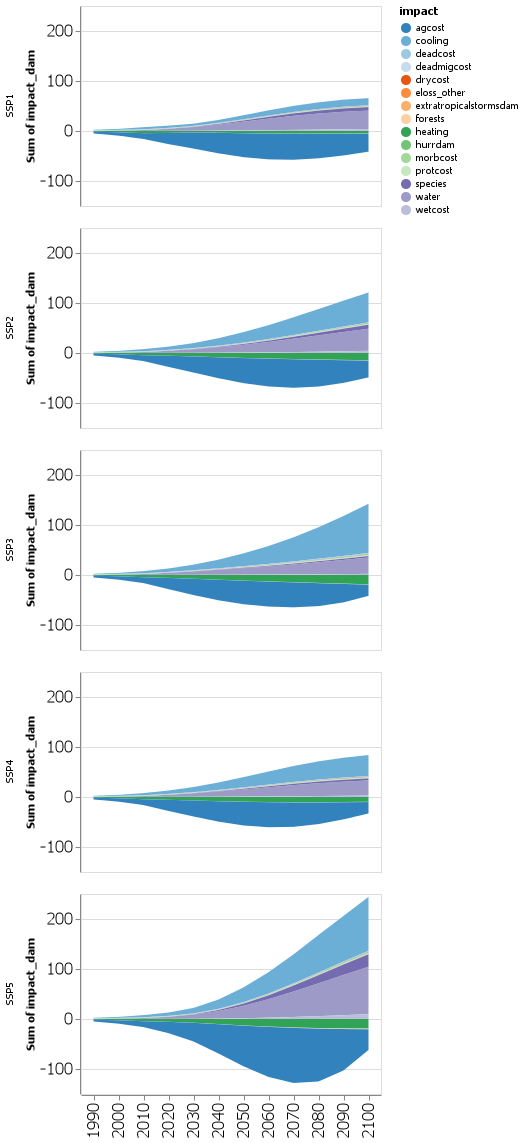 impact
agcost
cooling
deadcost
deadmigcost
drycost
eloss_other
extratropicalstormsdam
forests
heating
hurrdam
morbcost
protcost
species
water
wetcost
SSP1
Sum of impact_dam
200
100
0
-100
SSP2
Sum of impact_dam
200
100
0
-100
SSP3
Sum of impact_dam
200
100
0
-100
SSP4
Sum of impact_dam
200
100
0
-100
SSP5
Sum of impact_dam
200
100
0
-100
1990
2000
2010
2020
2030
2040
2050
2060
2070
2080
2090
2100